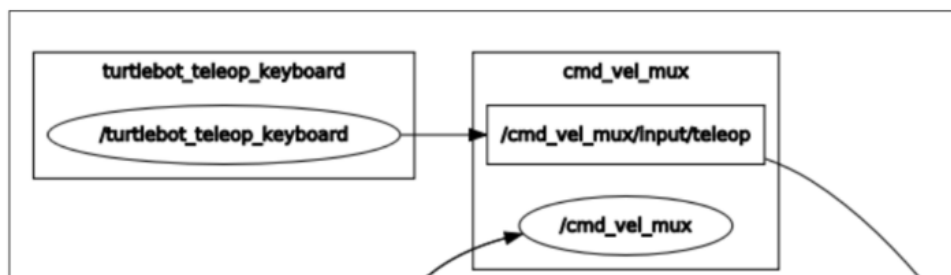 turtlebot_teleop_keyboard
/turtlebot_teleop_keyboard
cmd_vel_mux
/cmd_vel_mux/input/teleop
/cmd_vel_mux